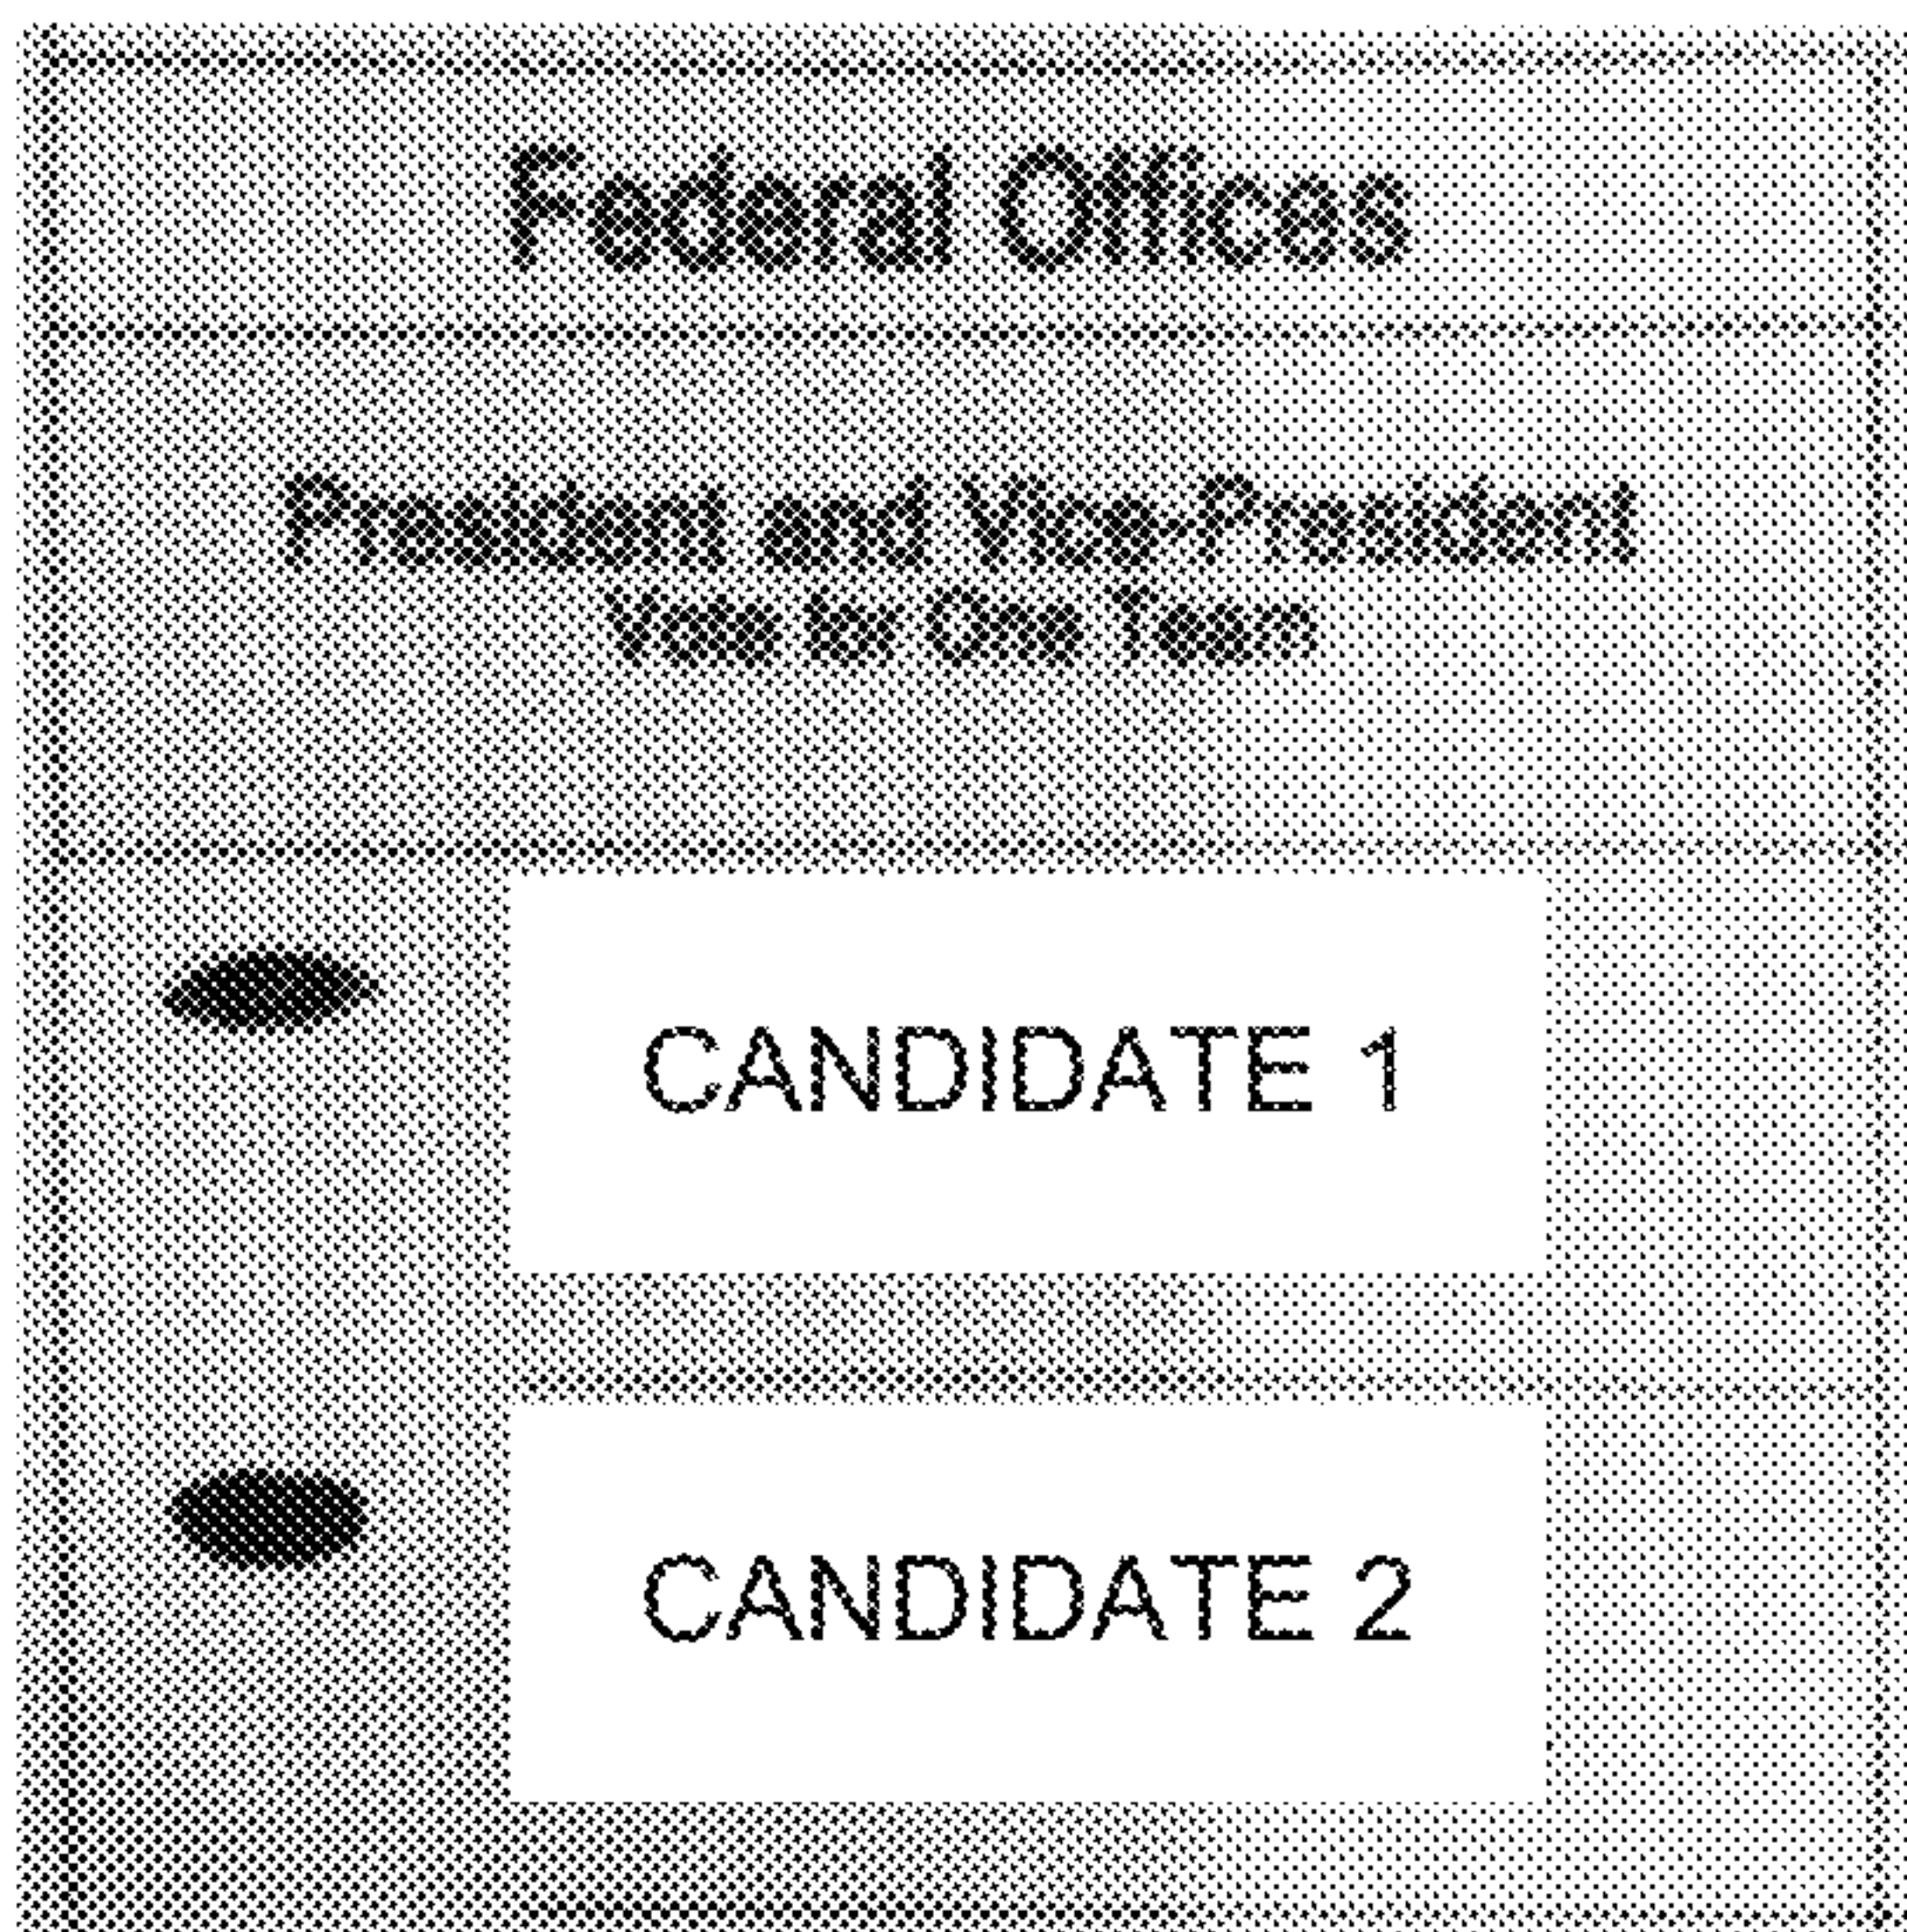 Federal Offices
President and Vice-President
Vote for One Team
CANDIDATE 1
CANDIDATE 2